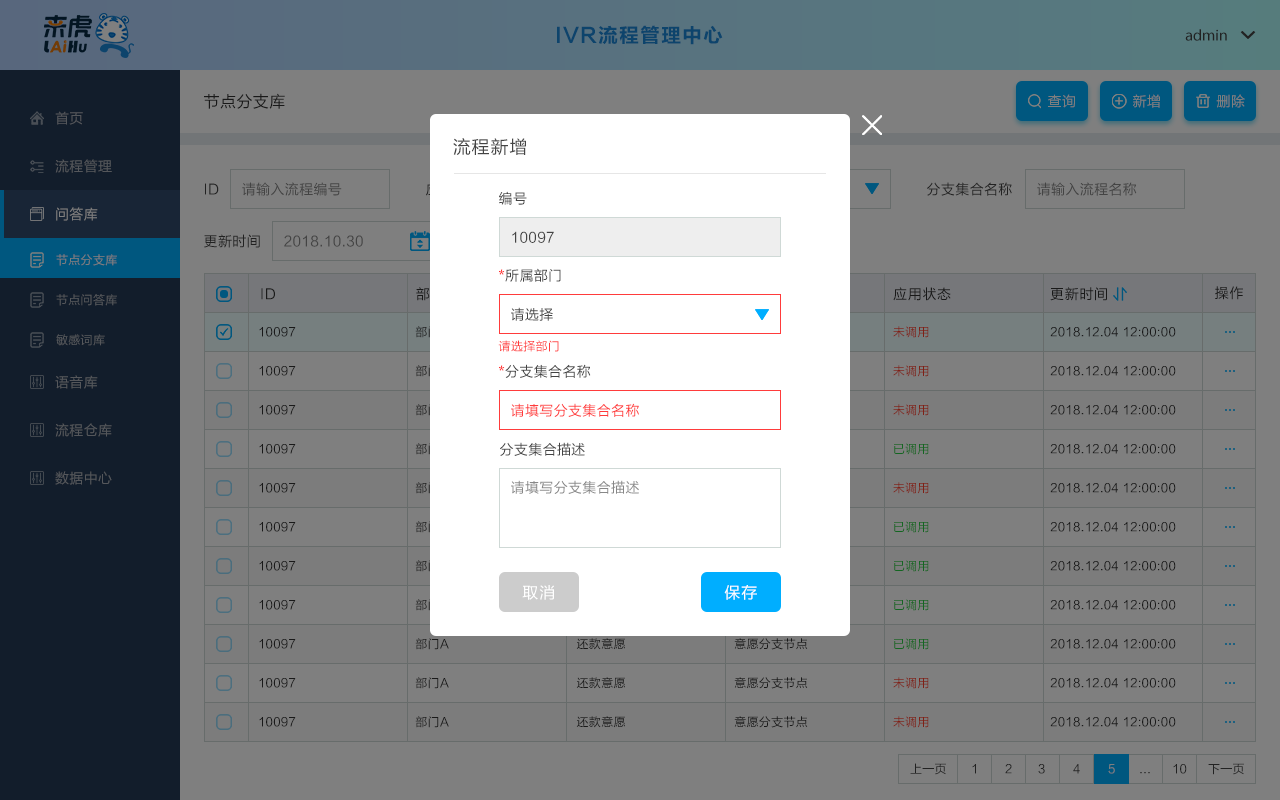 来虎
LAiHu
IVR流程管理中心
admin
首页
流程管理
问答库
节点分支库
节点问答库
敏感词库
语音库
流程仓库
数据中心
节点分支库
查询
新增
删除
ID
请输入流程编号
分支集合名称
请输入流程名称
更新时间
2018.10.30
ID
应用状态
更新时间
操作
10097
未调用
2018.12.04 12:00:00
...
10097
未调用
2018.12.04 12:00:00
...
10097
未调用
2018.12.04 12:00:00
...
10097
已调用
2018.12.04 12:00:00
...
10097
未调用
2018.12.04 12:00:00
...
10097
已调用
2018.12.04 12:00:00
...
10097
已调用
2018.12.04 12:00:00
...
10097
已调用
2018.12.04 12:00:00
...
10097
部门A
还款意愿
意愿分支节点
已调用
2018.12.04 12:00:00
...
10097
部门A
还款意愿
意愿分支节点
未调用
2018.12.04 12:00:00
...
10097
部门A
还款意愿
意愿分支节点
未调用
2018.12.04 12:00:00
...
上一页
1
2
3
4
5
...
10
下一页
流程新增
编号
10097
*所属部门
请选择
请选择部门
*分支集合名称
请填写分支集合名称
分支集合描述
请填写分支集合描述
取消
保存